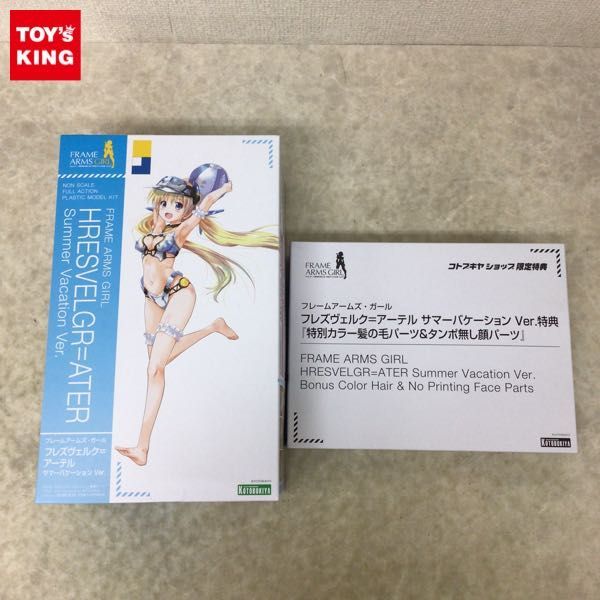 TOY'S
KING
FRAME
ARMS GIRL
NON SCALE
FULL ACTION
PLASTIC MODEL KIT
FRAME ARMS GIRL
HRESVELGR=ATER
Summer Vacation Ver.
フレームアームズ・ガール
フレズヴェルク=
アーテル
サマーバケーション Ver.
KOTOBUKIYA
FRAME
ARMS GIRL
コトブキヤ ショップ 限定特典
フレームアームズ・ガール
フレズヴェルク=アーテル サマーバケーション Ver.特典
『特別カラー髪の毛パーツ&タンポ無し顔パーツ』
FRAME ARMS GIRL
HRESVELGR=ATER Summer Vacation Ver.
Bonus Color Hair & No Printing Face Parts
KOTOBUKIYA